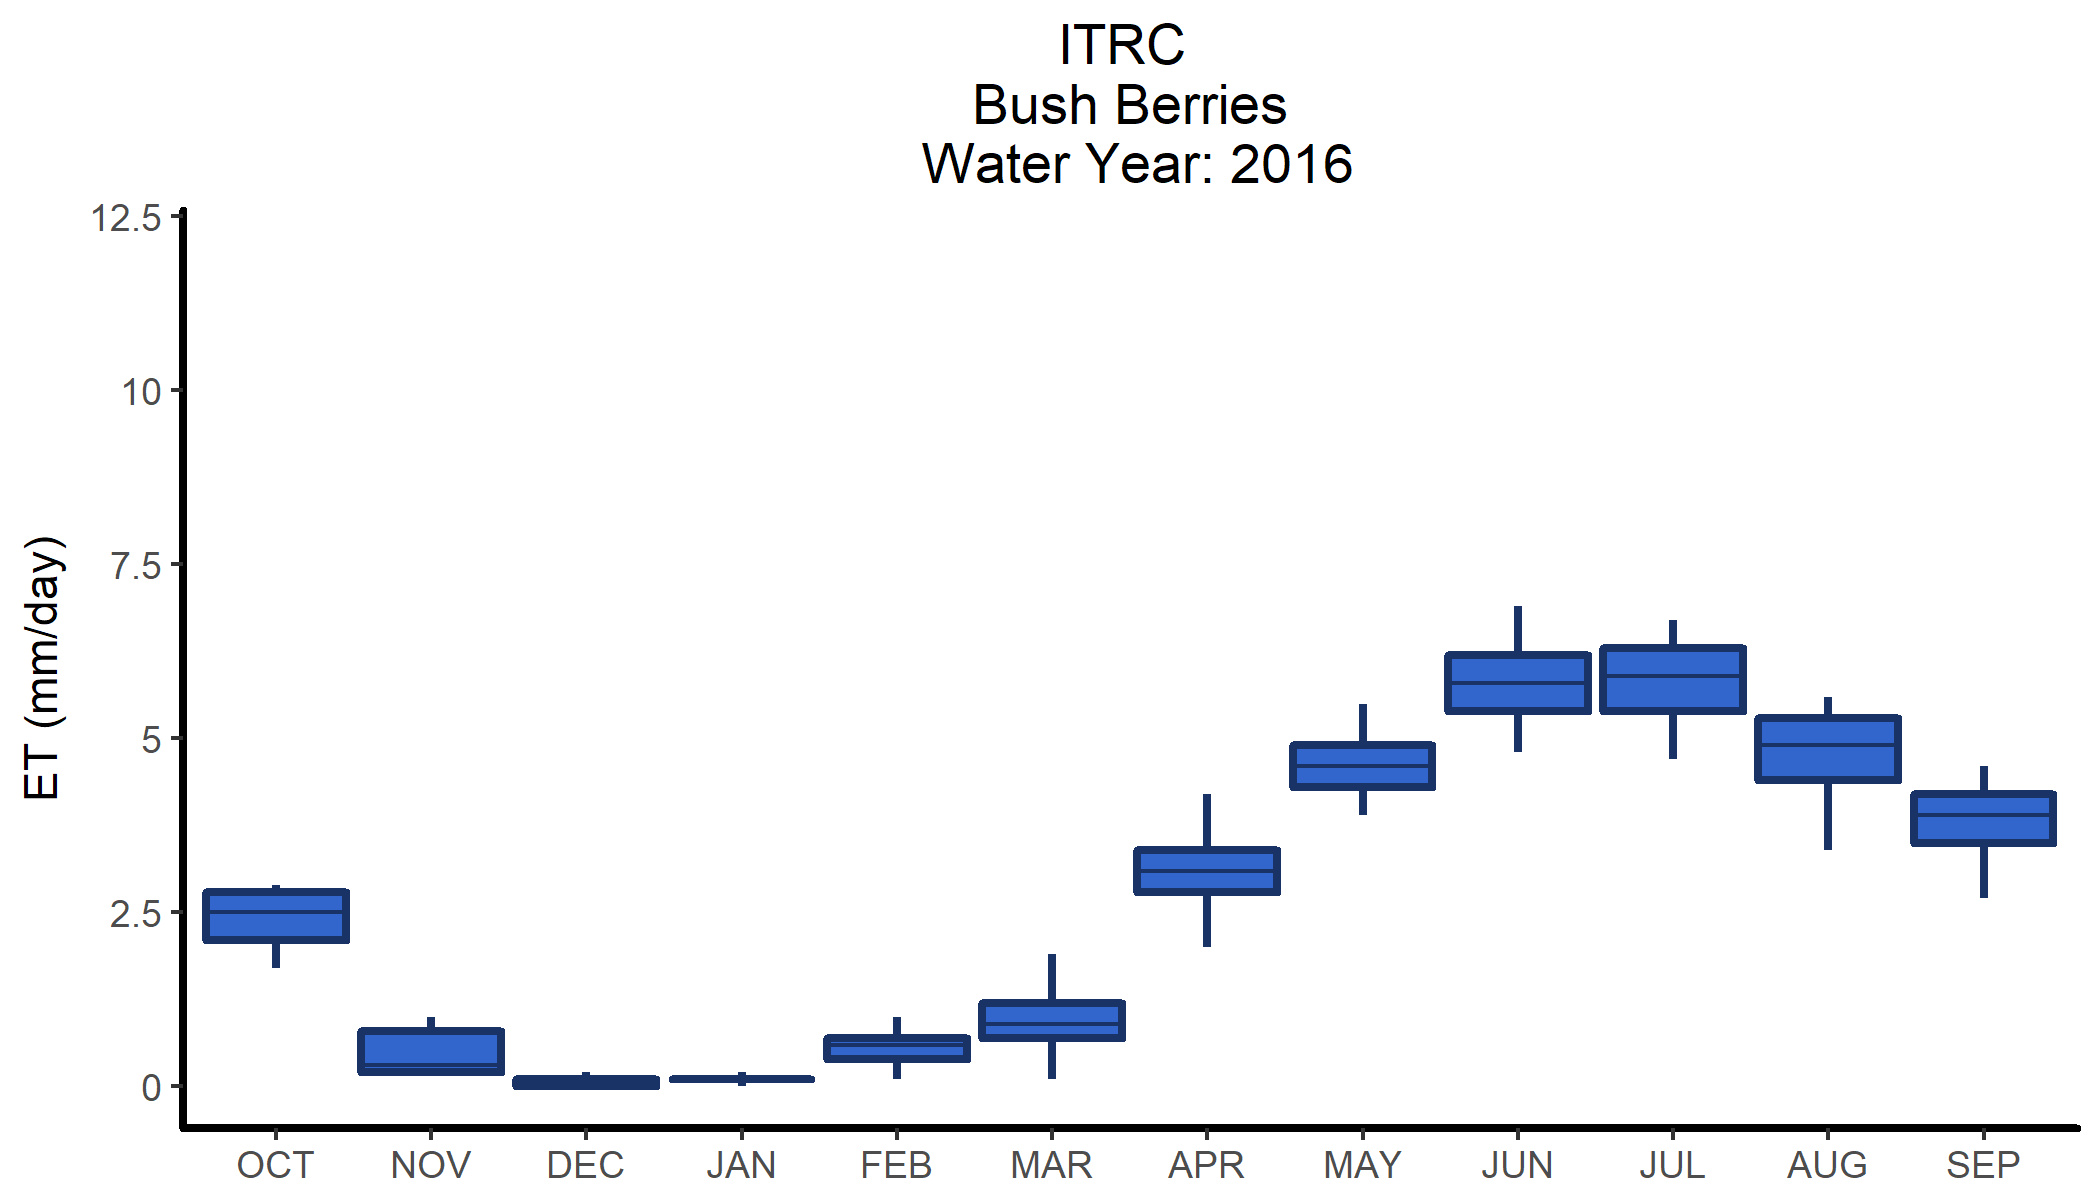 ITRC
Bush Berries
Water Year: 2016
ET (mm/day)
12.5
10
7.5
5
2.5
0
OCT NOV DEC JAN FEB MAR APR MAY JUN JUL AUG SEP